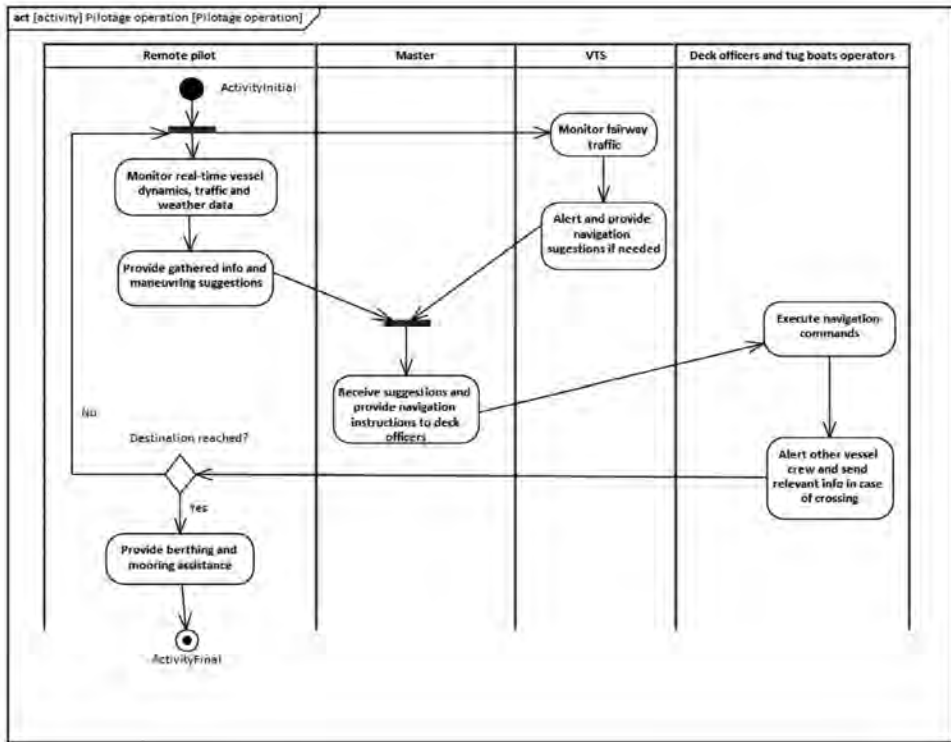 act [activity] Pilotage operation [Pilotage operation]
Remote pilot
Master
VTS
Deck officers and tug boats operators
ActivityInitial
Monitor real-time vessel
dynamics, traffic and
weather data
Provide gathered info and
maneuvring suggestions
Monitor fairway
traffic
Alert and provide
navigation
sugestions if needed
Execute navigation
commands
Receive suggestions and
provide navigation
instructions to deck
officers
Alert other vessel
crew and send
relevant info in case
of crossing
No
Destination reached?
Yes
Provide berthing and
mooring assistance
ActivityFinal